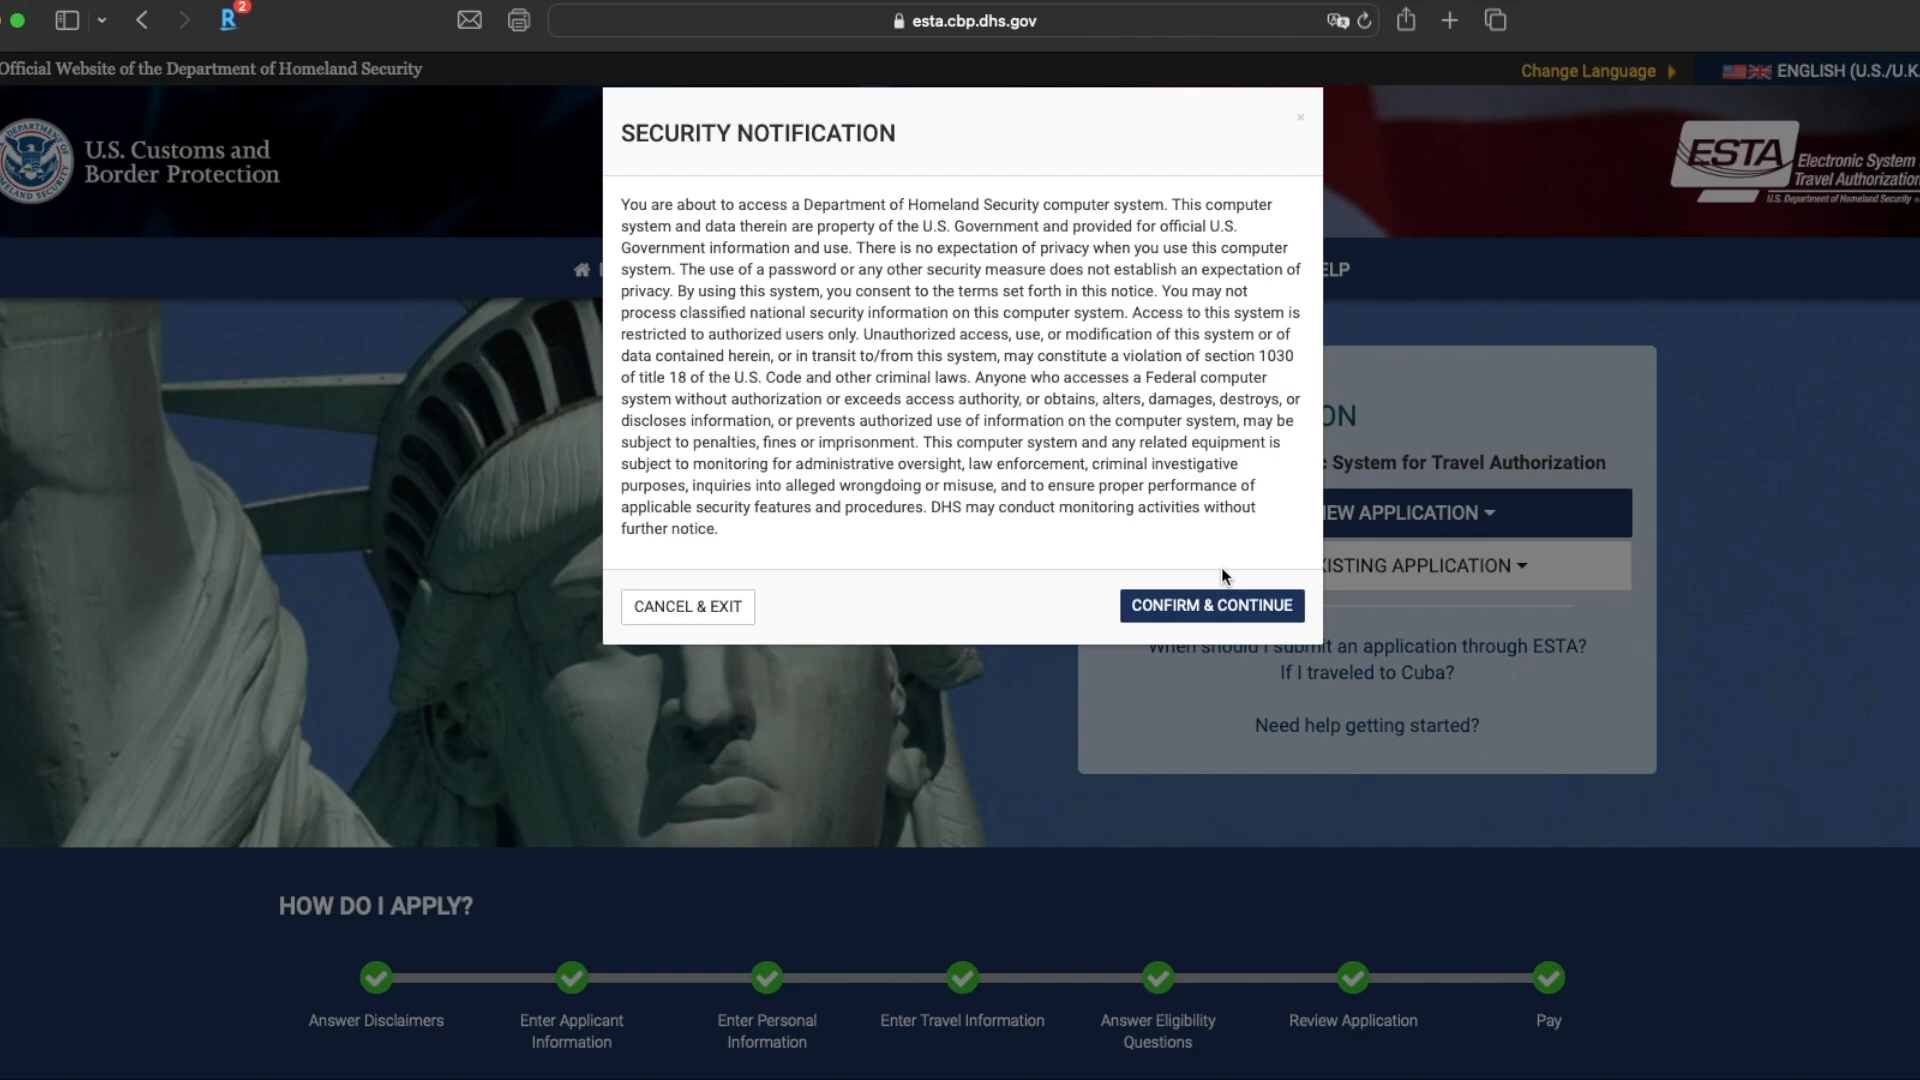 2
esta.cbp.dhs.gov
Official Website of the Department of Homeland Security
Change Language
ENGLISH (U.S./U.K.
U.S. Customs and
Border Protection
ESTA
Electronic System
Travel Authorization
U.S. Department of Homeland Security
SECURITY NOTIFICATION
×
You are about to access a Department of Homeland Security computer system. This computer
system and data therein are property of the U.S. Government and provided for official U.S.
Government information and use. There is no expectation of privacy when you use this computer
system. The use of a password or any other security measure does not establish an expectation of
privacy. By using this system, you consent to the terms set forth in this notice. You may not
process classified national security information on this computer system. Access to this system is
restricted to authorized users only. Unauthorized access, use, or modification of this system or of
data contained herein, or in transit to/from this system, may constitute a violation of section 1030
of title 18 of the U.S. Code and other criminal laws. Anyone who accesses a Federal computer
system without authorization or exceeds access authority, or obtains, alters, damages, destroys, or
discloses information, or prevents authorized use of information on the computer system, may be
subject to penalties, fines or imprisonment. This computer system and any related equipment is
subject to monitoring for administrative oversight, law enforcement, criminal investigative
purposes, inquiries into alleged wrongdoing or misuse, and to ensure proper performance of
applicable security features and procedures. DHS may conduct monitoring activities without
further notice.
CANCEL & EXIT
CONFIRM & CONTINUE
ELP
ON
System for Travel Authorization
EW APPLICATION
XISTING APPLICATION
When should I submit an application through ESTA?
If I traveled to Cuba?
Need help getting started?
HOW DO I APPLY?
Answer Disclaimers
Enter Applicant
Information
Enter Personal
Information
Enter Travel Information
Answer Eligibility
Questions
Review Application
Pay